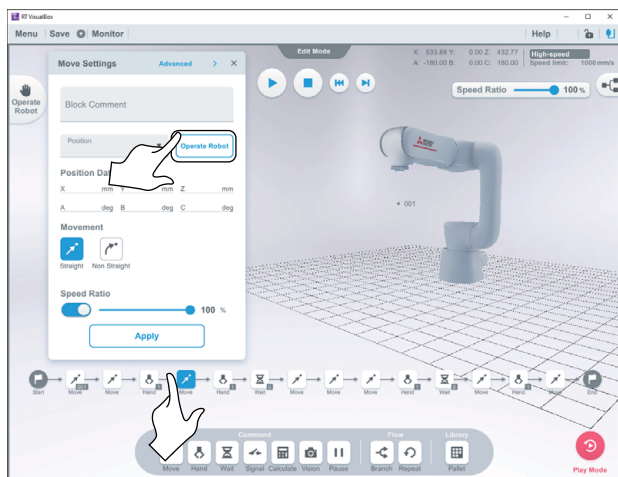 RT VisualBox
Menu Save Monitor Help
Edit Mode
X: 533.88 Y: 0.00 Z: 432.77 High-speed
A: -180.00 B: 0.00 C: 180.00 Speed limit: 1000 mm/s
Move Settings Advanced > ×
Speed Ratio 100 %
Operate
Robot
Block Comment
Position
Operate Robot
Position Dat
X mm Y mm Z mm
A deg B deg C deg
001
Movement
Straight Non Straight
Speed Ratio
100 %
Apply
Start Move Move Hand Move Hand Wait Move Move Move Hand Wait Move Hand Move End
Command Flow Library
Move Hand Wait Signal Calculate Vision Pause Branch Repeat Pallet
Play Mode